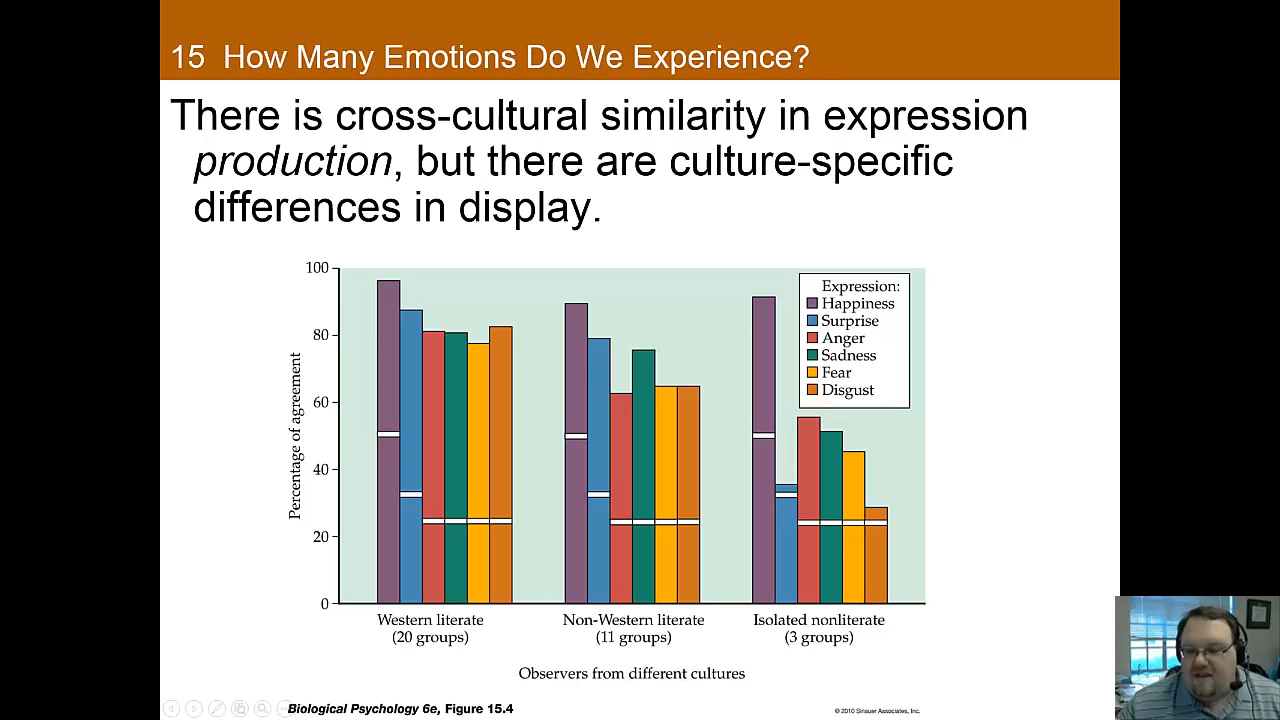 15 How Many Emotions Do We Experience?
There is cross-cultural similarity in expression
production, but there are culture-specific
differences in display.
100
80
60
40
20
0
Percentage of agreement
Expression:
Happiness
Surprise
Anger
Sadness
Fear
Disgust
Western literate
(20 groups)
Non-Western literate
(11 groups)
Isolated nonliterate
(3 groups)
Observers from different cultures
Biological Psychology 6e, Figure 15.4
© 2010 Sinauer Associates, Inc.